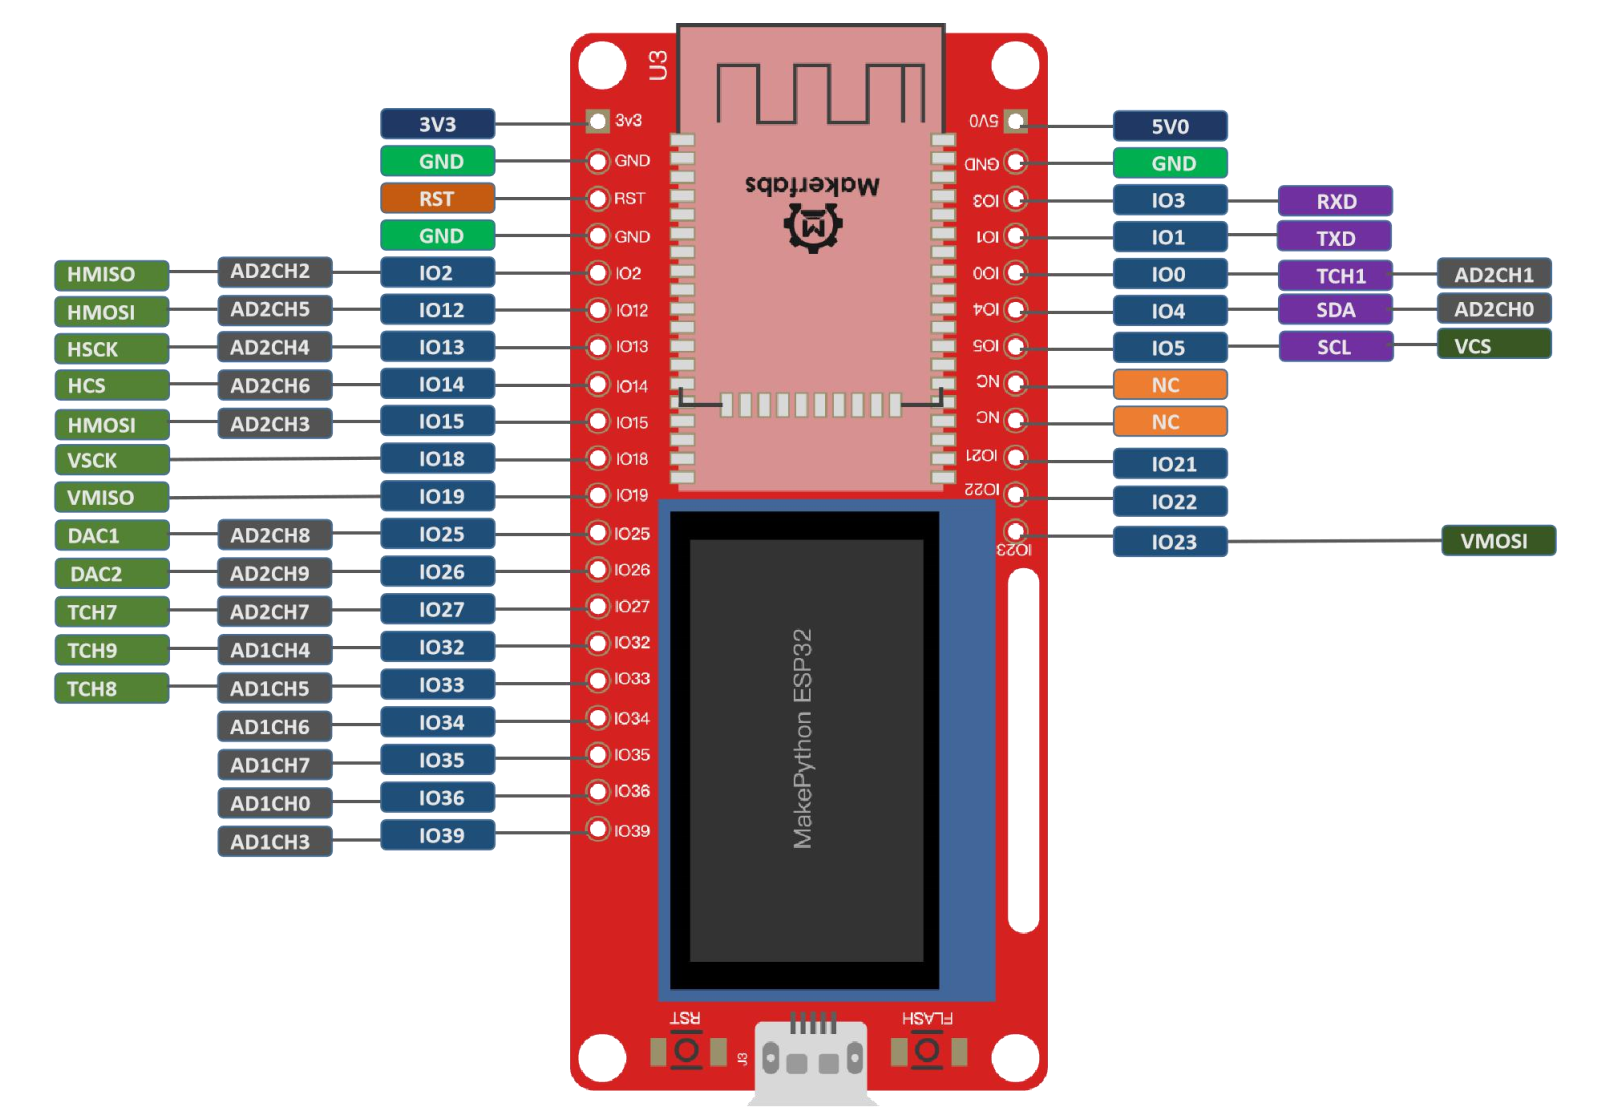 U3
3V3 3v3 5V0 5V0
GND GND GND GND
RST RST IO3 IO3 RXD
GND GND IO1 IO1 TXD
HMISO AD2CH2 IO2 IO2 IO0 IO0 TCH1 AD2CH1
HMOSI AD2CH5 IO12 IO12 IO4 IO4 SDA AD2CH0
HSCK AD2CH4 IO13 IO13 IO5 IO5 SCL VCS
HCS AD2CH6 IO14 IO14 NC NC
HMOSI AD2CH3 IO15 IO15 NC NC
VSCK IO18 IO18 IO21 IO21
VMISO IO19 IO19 IO22 IO22
DAC1 AD2CH8 IO25 IO25 IO23 IO23 VMOSI
DAC2 AD2CH9 IO26 IO26
TCH7 AD2CH7 IO27 IO27
TCH9 AD1CH4 IO32 IO32
TCH8 AD1CH5 IO33 IO33
AD1CH6 IO34 IO34
AD1CH7 IO35 IO35
AD1CH0 IO36 IO36
AD1CH3 IO39 IO39
Makerfabs
M
MakePython ESP32
RST
J3
FLASH